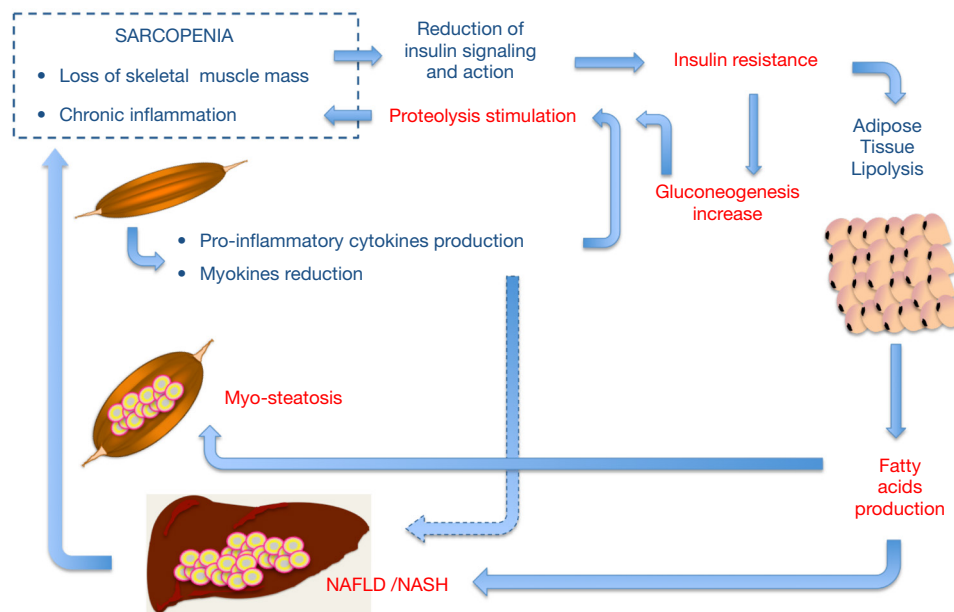 SARCOPENIA
• Loss of skeletal muscle mass
• Chronic inflammation
Reduction of
insulin signaling
and action
Insulin resistance
Proteolysis stimulation
Adipose
Tissue
Lipolysis
Gluconeogenesis
increase
• Pro-inflammatory cytokines production
• Myokines reduction
Myo-steatosis
Fatty
acids
production
NAFLD /NASH